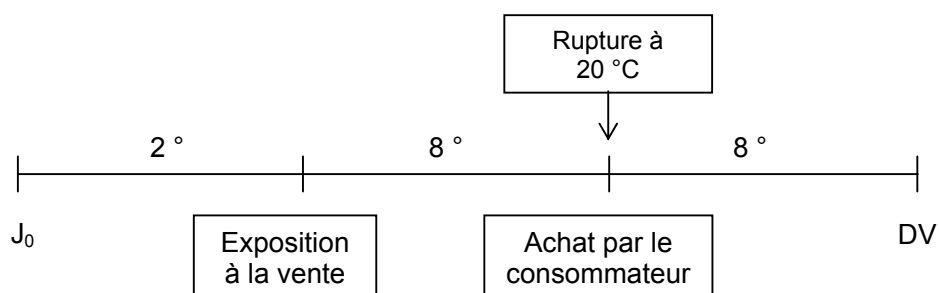 Rupture à
20 °C
2 °
8 °
8 °
J₀
Exposition
à la vente
Achat par le
consommateur
DV